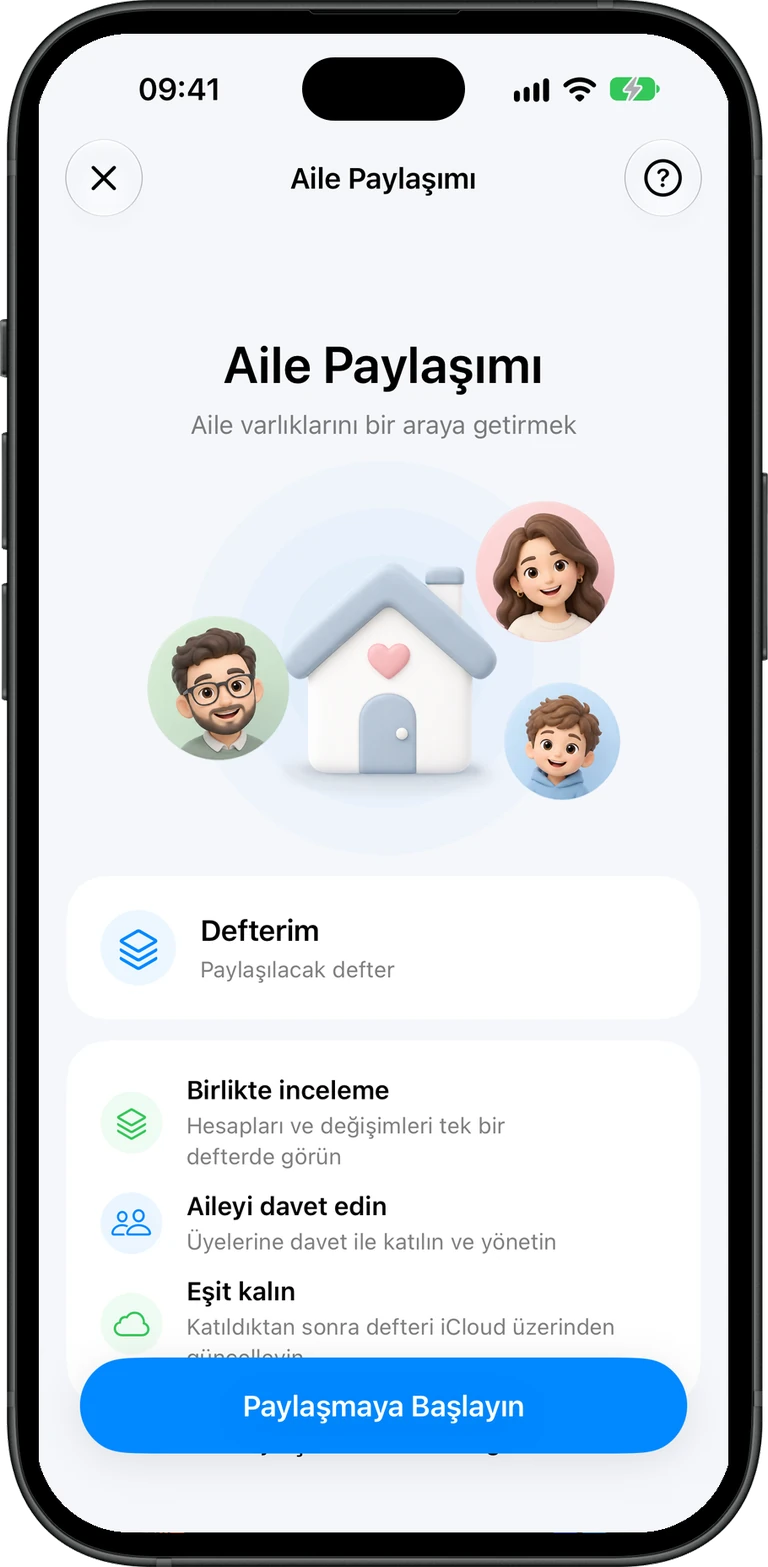 09:41
Aile Paylaşımı
Aile Paylaşımı
Aile varlıklarını bir araya getirmek
Defterim
Paylaşılacak defter
Birlikte inceleme
Hesapları ve değişimleri tek bir
defterde görün
Aileyi davet edin
Üyelerine davet ile katılın ve yönetin
Eşit kalın
Katıldıktan sonra defteri iCloud üzerinden
Paylaşmaya Başlayın